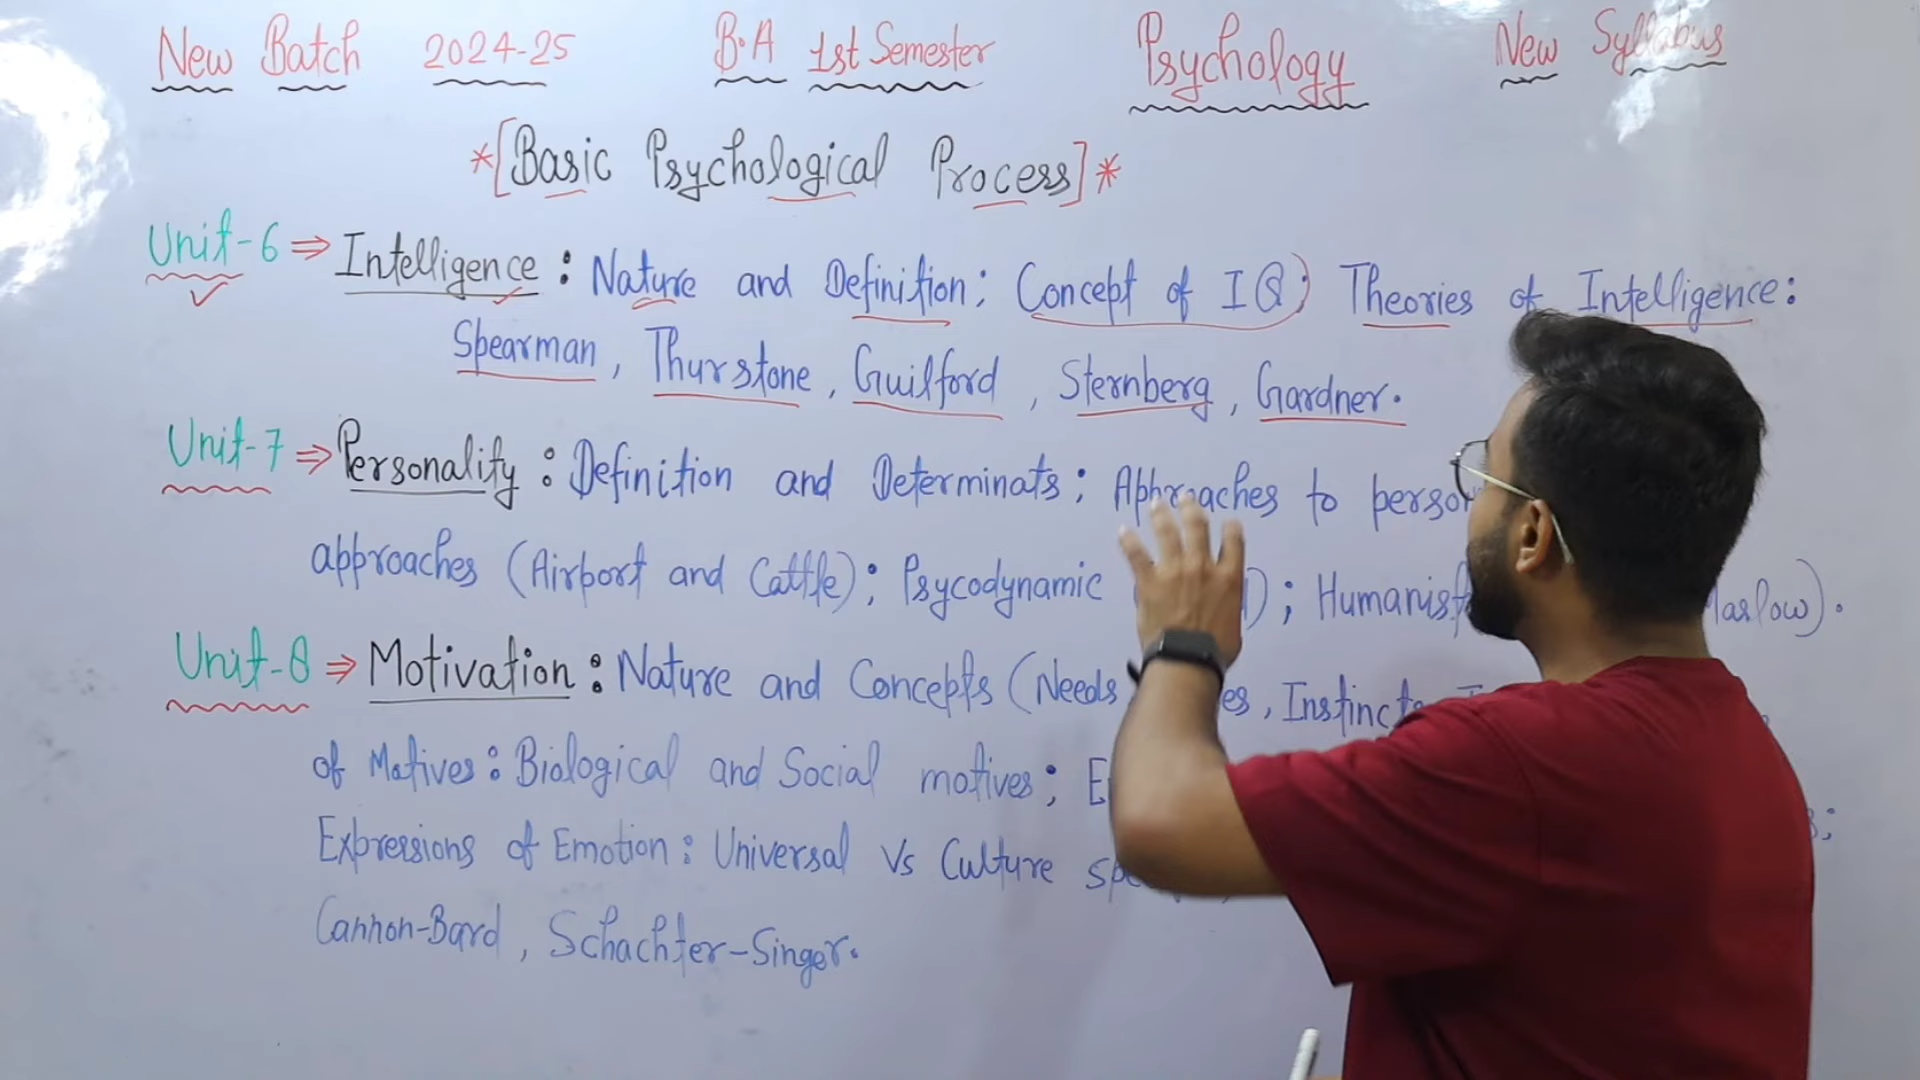 New Batch 2024-25 B.A 1st Semester Psychology New Syllabus
*[Basic Psychological Process]*
Unit-6 ⇒ Intelligence : Nature and Definition; Concept of IQ; Theories of Intelligence:
Spearman, Thurstone, Guilford, Sternberg, Gardner.
Unit-7 ⇒ Personality : Definition and Determinats; Approaches to
approaches (Airport and Cattle); Psycodynamic ; Maslow).
Unit-8 ⇒ Motivation : Nature and Concepts (Needs , Instincts
of Motives : Biological and Social motives;
Expressions of Emotion : Universal Vs Culture
Cannon-Bard, Schachter-Singer.